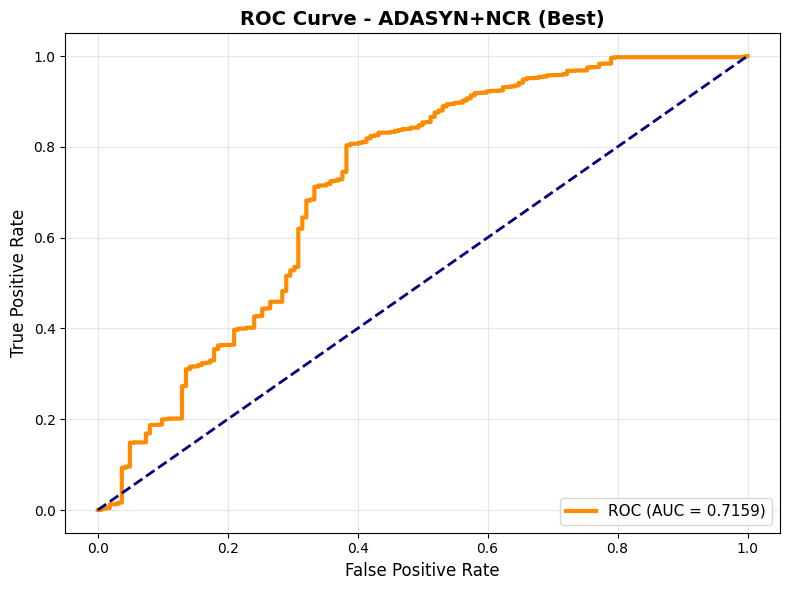 ROC Curve - ADASYN+NCR (Best)
True Positive Rate
1.0
0.8
0.6
0.4
0.2
0.0
ROC (AUC = 0.7159)
0.0 0.2 0.4 0.6 0.8 1.0
False Positive Rate